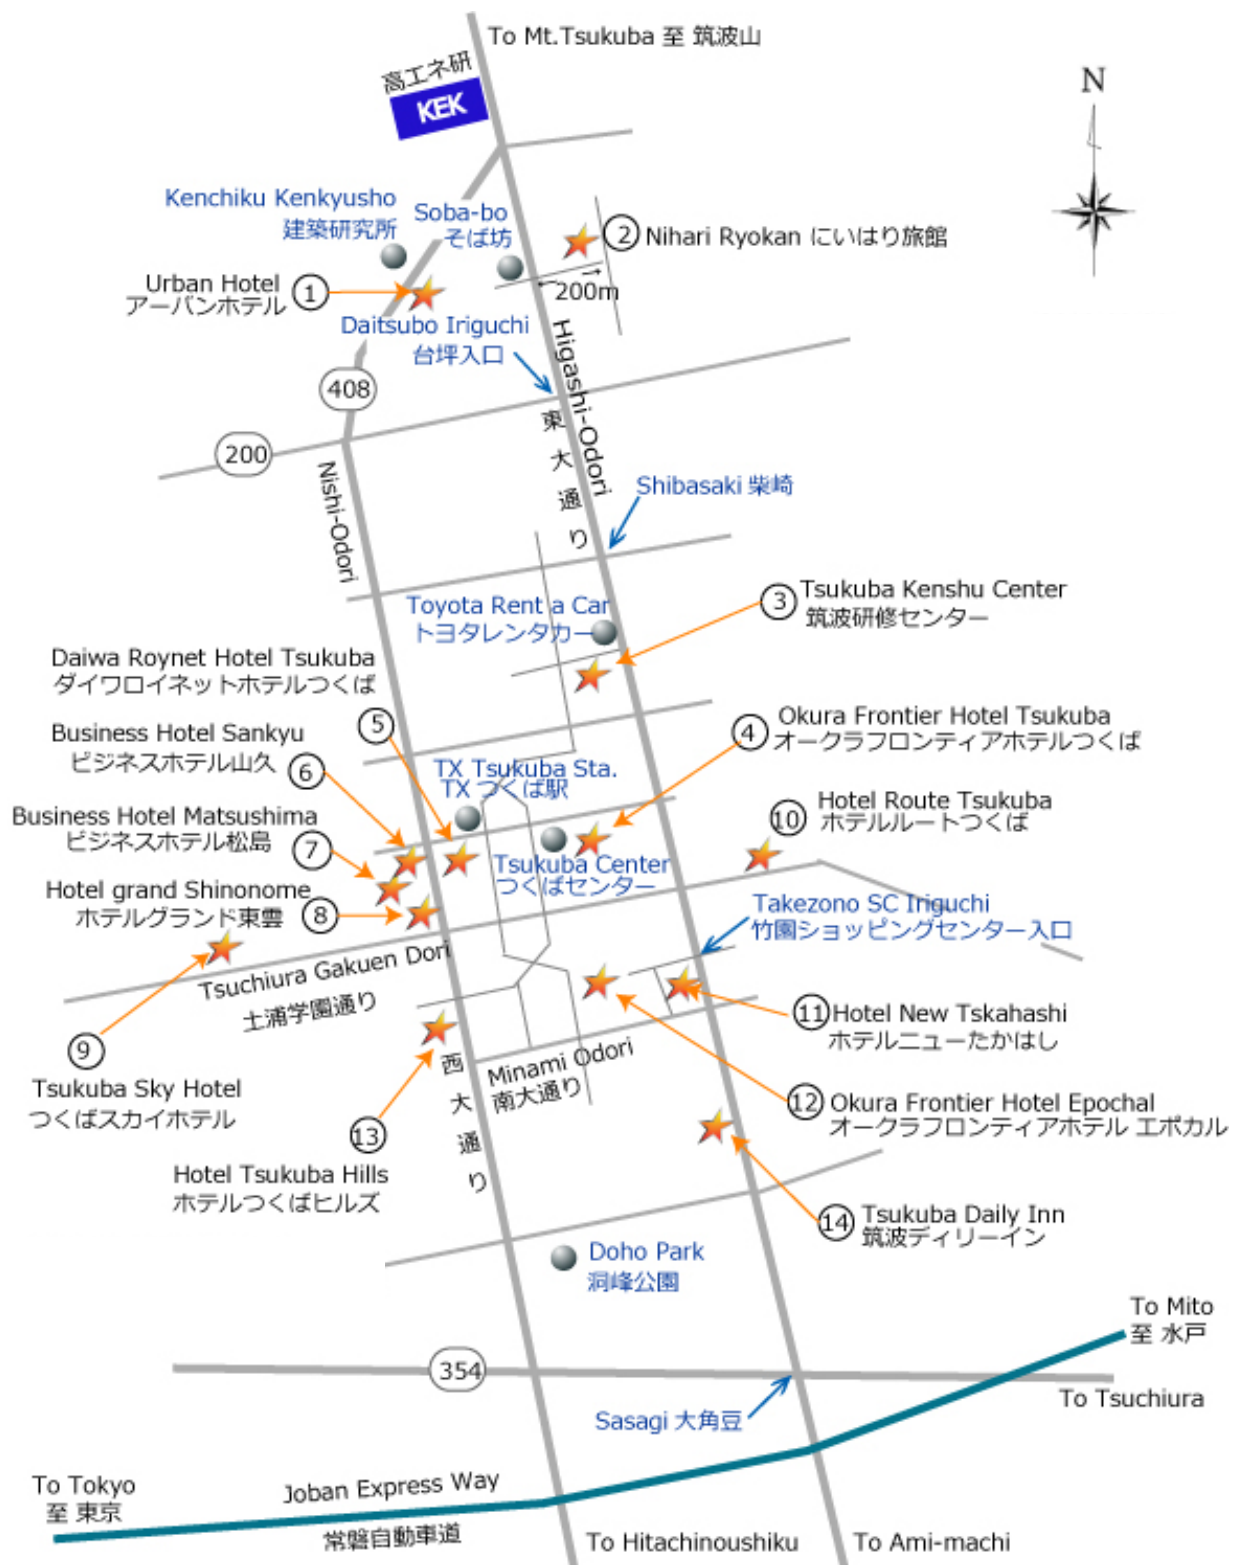 To Mt.Tsukuba 至 筑波山
高エネ研
KEK
N
Kenchiku Kenkyusho
建築研究所
Soba-bo
そば坊
2 Nihari Ryokan にいはり旅館
200m
Urban Hotel
アーバンホテル
1
Daitsubo Iriguchi
台坪入口
Higashi-Odori
東大通り
408
200
Nishi-Odori
Shibasaki 柴崎
Toyota Rent a Car
トヨタレンタカー
3 Tsukuba Kenshu Center
筑波研修センター
Daiwa Roynet Hotel Tsukuba
ダイワロイネットホテルつくば
5
Business Hotel Sankyu
ビジネスホテル山久
6
4 Okura Frontier Hotel Tsukuba
オークラフロンティアホテルつくば
TX Tsukuba Sta.
TX つくば駅
Business Hotel Matsushima
ビジネスホテル松島
7
10 Hotel Route Tsukuba
ホテルルートつくば
Tsukuba Center
つくばセンター
Hotel grand Shinonome
ホテルグランド東雲
8
Takezono SC Iriguchi
竹園ショッピングセンター入口
Tsuchiura Gakuen Dori
土浦学園通り
9
Tsukuba Sky Hotel
つくばスカイホテル
11 Hotel New Tskahashi
ホテルニューたかはし
西大通り
Minami Odori
南大通り
12 Okura Frontier Hotel Epochal
オークラフロンティアホテル エポカル
13
Hotel Tsukuba Hills
ホテルつくばヒルズ
14 Tsukuba Daily Inn
筑波ディリーイン
Doho Park
洞峰公園
To Mito
至 水戸
354
To Tsuchiura
Sasagi 大角豆
To Tokyo
至 東京
Joban Express Way
常磐自動車道
To Hitachinoushiku
To Ami-machi